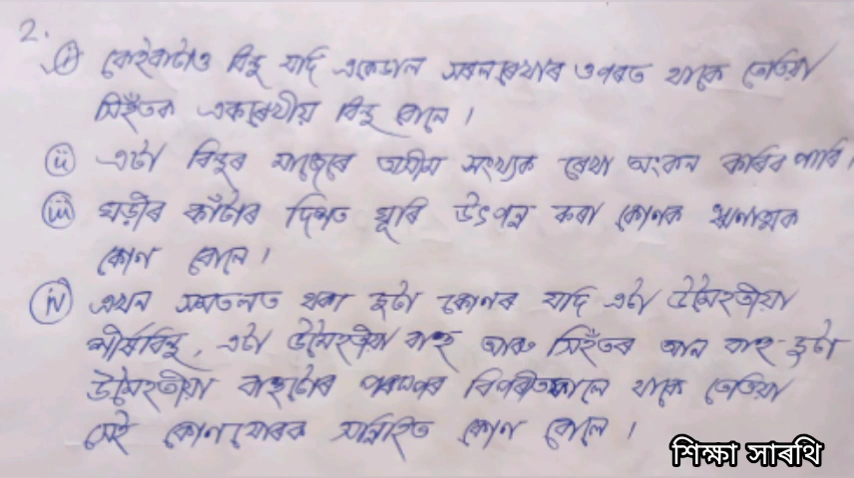 2.
(i) কেইবাটাও বিন্দু যদি একেডাল সৰলৰেখাৰ ওপৰত থাকে তেতিয়া
সিহঁতক একৰেখীয় বিন্দু বোলে।
(ii) এটা বিন্দুৰ মাজেৰে অসীম সংখ্যক ৰেখা অংকন কৰিব পাৰি।
(iii) ঘড়ীৰ কাঁটাৰ দিশত ঘূৰি উৎপন্ন কৰা কোণক ঋণাত্মক
কোণ বোলে।
(iv) এখন সমতলত থকা দুটা কোণৰ যদি এটা উমৈহতীয়া
শীৰ্ষবিন্দু, এটা উমৈহতীয়া বাহু আৰু সিহঁতৰ আন বাহু দুটা
উমৈহতীয়া বাহুটোৰ পৰস্পৰ বিপৰীতফালে থাকে তেতিয়া
সেই কোণযোৰক সন্নিহিত কোণ বোলে।
শিক্ষা সাৰথি